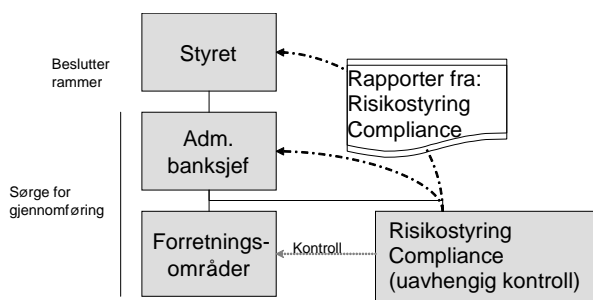 Styret
Beslutter
rammer
Rapporter fra:
Risikostyring
Compliance
Adm.
banksjef
Sørge for
gjennomføring
Forretnings-
områder
Kontroll
Risikostyring
Compliance
(uavhengig kontroll)